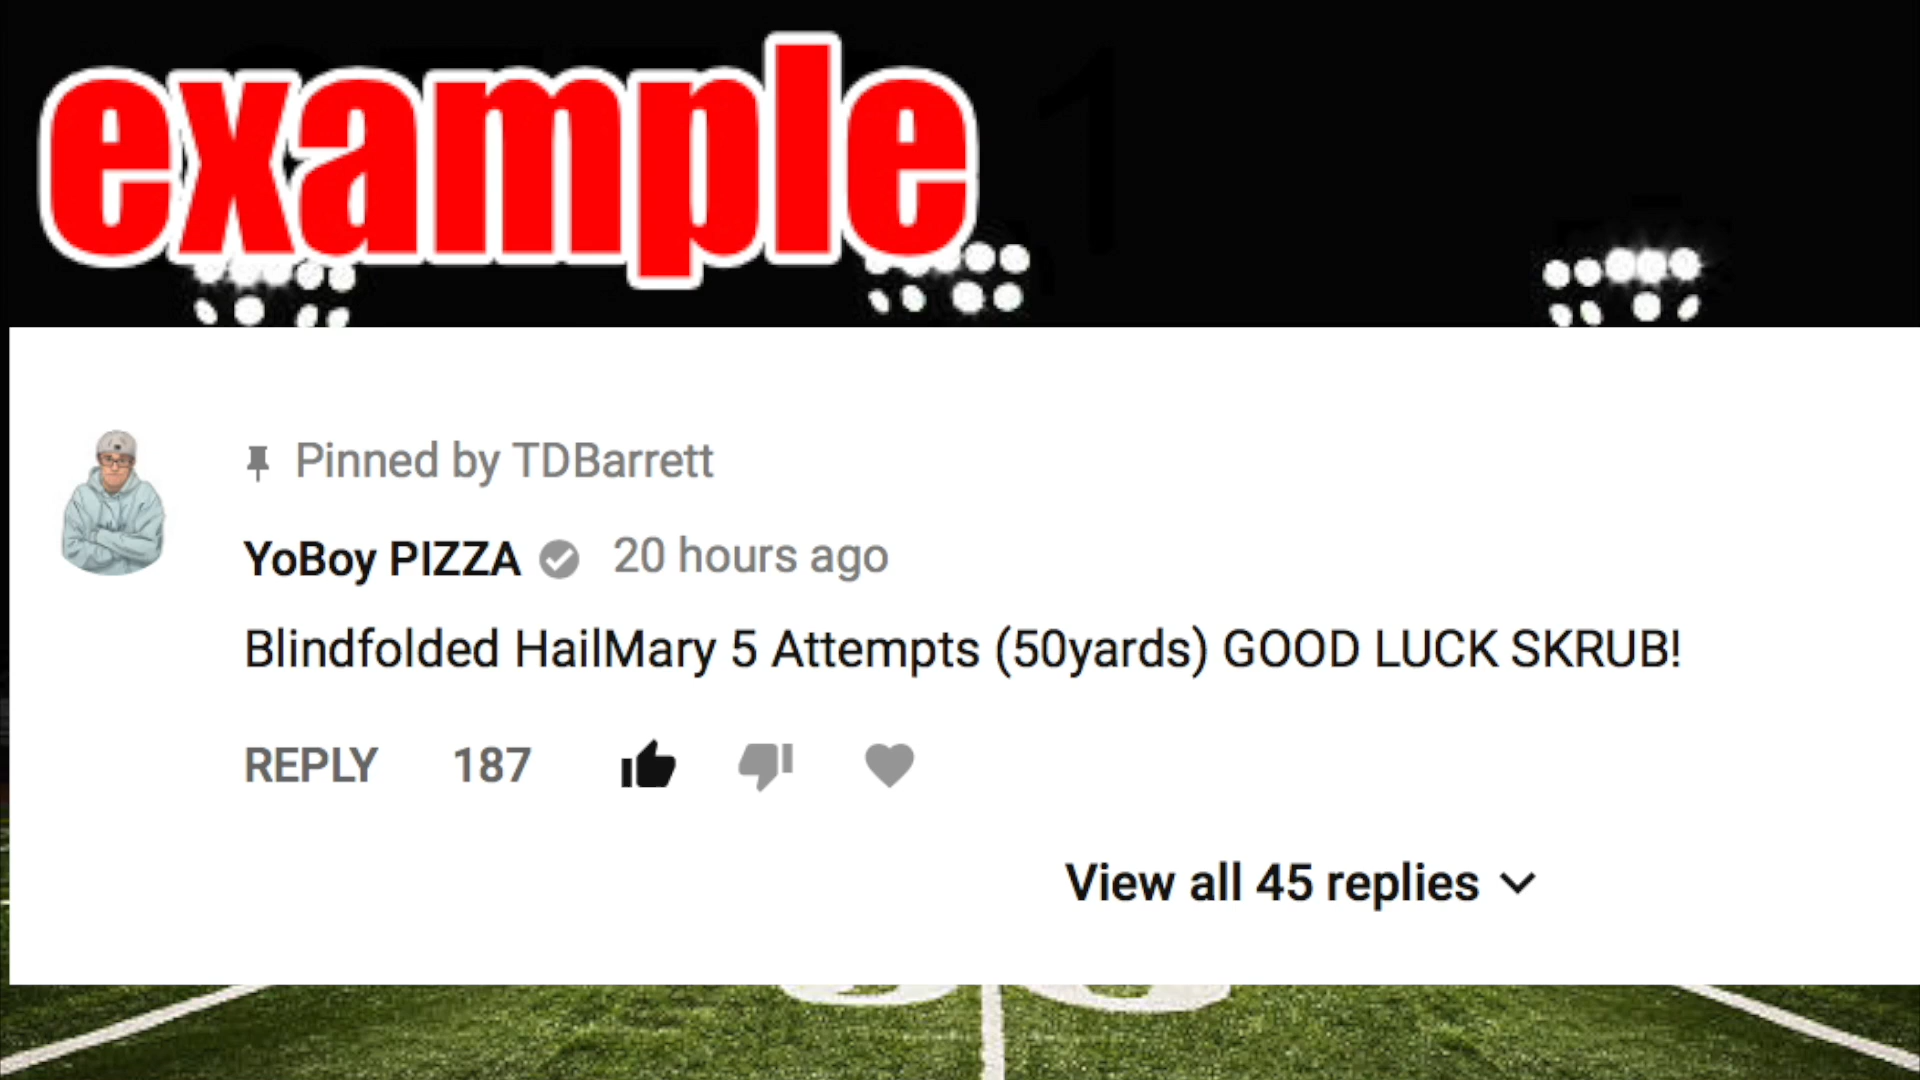 example
Pinned by TDBarrett
YoBoy PIZZA 20 hours ago
Blindfolded HailMary 5 Attempts (50yards) GOOD LUCK SKRUB!
REPLY 187
View all 45 replies